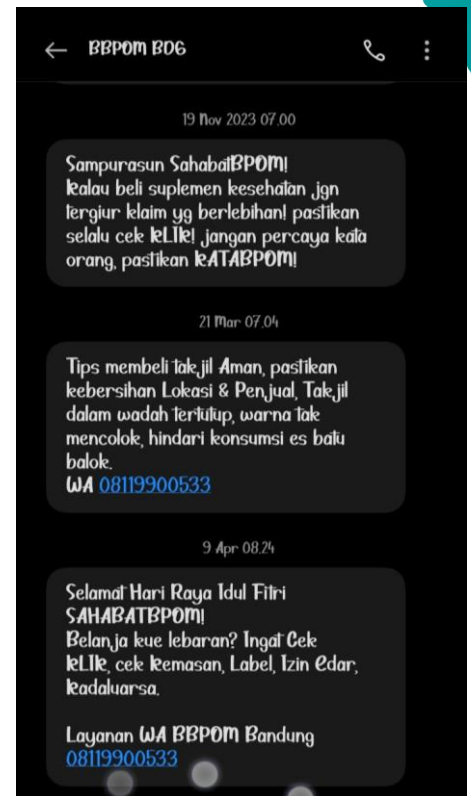 BBPOM BDG
19 Nov 2023 07.00
Sampurasun SahabatBPOM!
kalau beli suplemen kesehatan jgn
tergiur klaim yg berlebihan! pastikan
selalu cek KLIk! jangan percaya kata
orang, pastikan kATABPOM!
21 Mar 07.04
Tips membeli takjil Aman, pastikan
kebersihan Lokasi & Penjual, Takjil
dalam wadah tertutup, warna tak
mencolok, hindari konsumsi es batu
balok.
WA 08119900533
9 Apr 08.24
Selamat Hari Raya Idul Fitri
SAHABATBPOM!
Belanja kue lebaran? Ingat Cek
kLIk, cek kemasan, Label, Izin Edar,
kadaluarsa.
Layanan WA BBPOM Bandung
08119900533